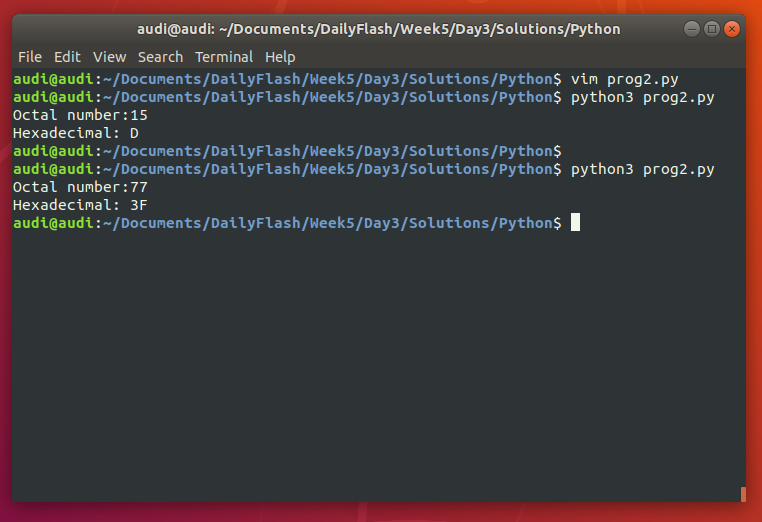 audi@audi: ~/Documents/DailyFlash/Week5/Day3/Solutions/Python
File Edit View Search Terminal Help
audi@audi:~/Documents/DailyFlash/Week5/Day3/Solutions/Python$ vim prog2.py
audi@audi:~/Documents/DailyFlash/Week5/Day3/Solutions/Python$ python3 prog2.py
Octal number:15
Hexadecimal: D
audi@audi:~/Documents/DailyFlash/Week5/Day3/Solutions/Python$
audi@audi:~/Documents/DailyFlash/Week5/Day3/Solutions/Python$ python3 prog2.py
Octal number:77
Hexadecimal: 3F
audi@audi:~/Documents/DailyFlash/Week5/Day3/Solutions/Python$